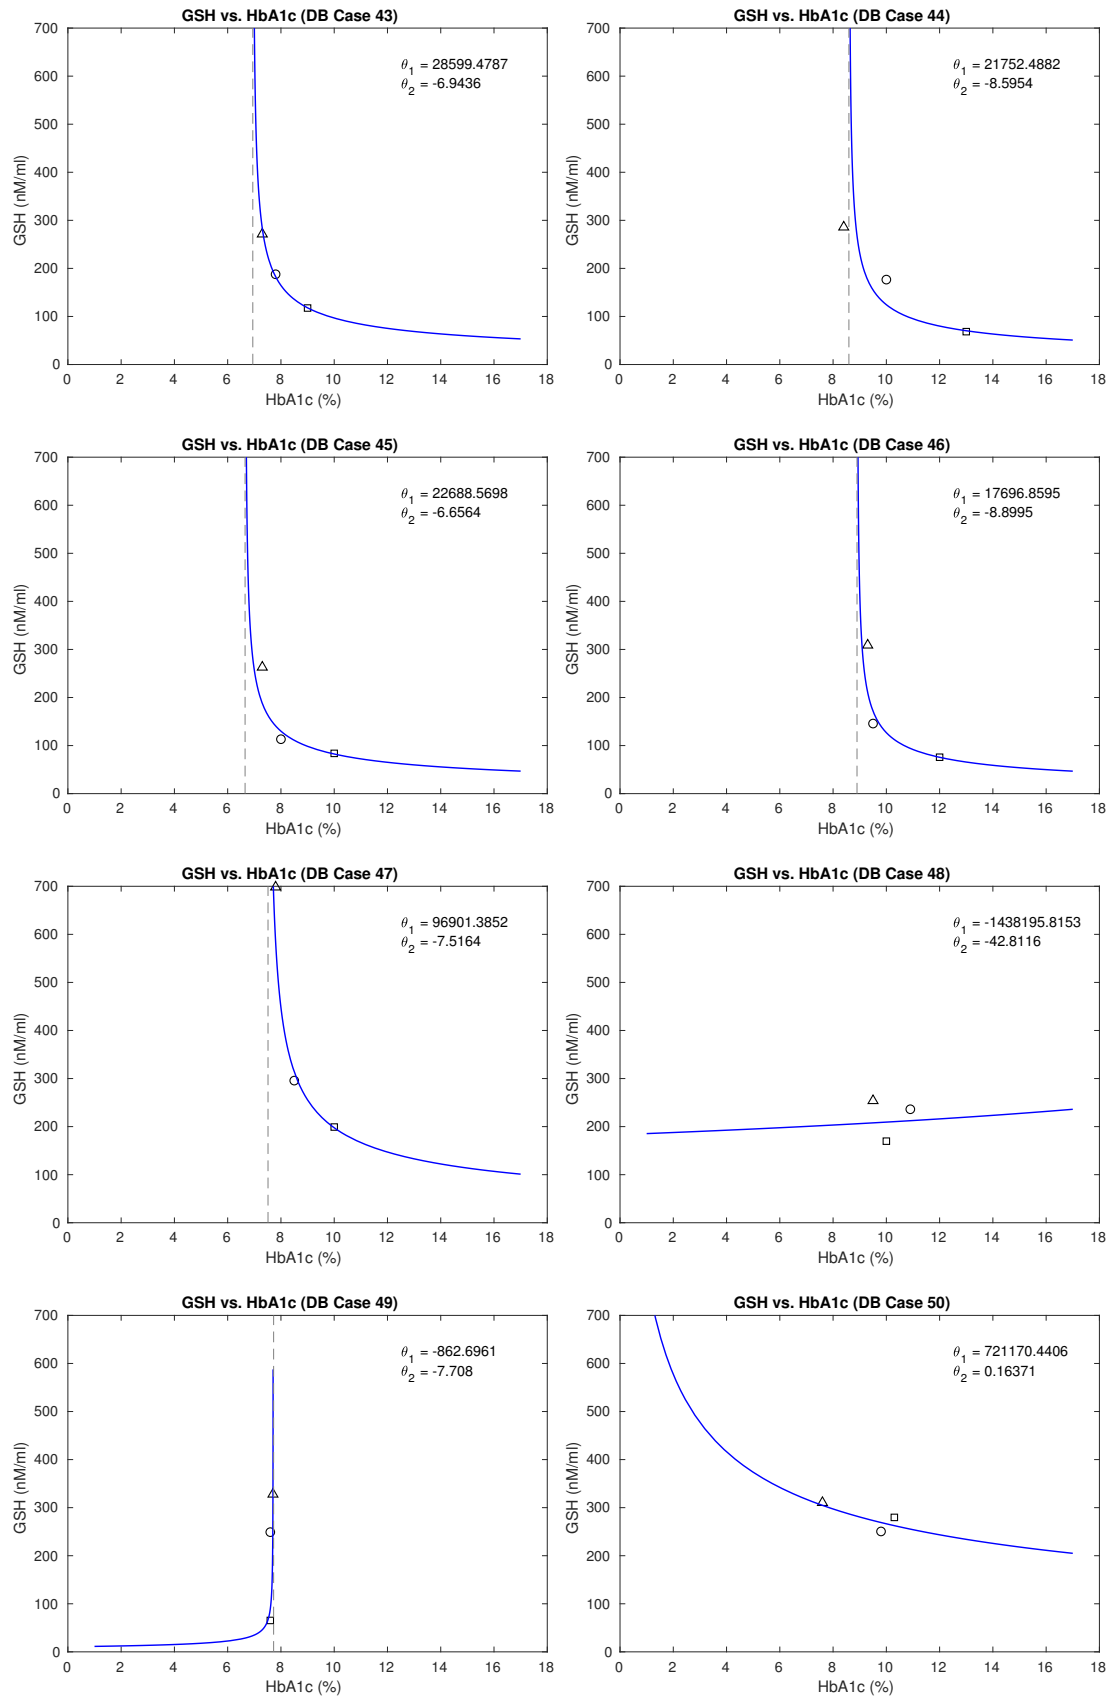 GSH vs. HbA1c (DB Case 43)
700
600
500
400
300
200
100
0
GSH (nM/ml)
θ1 = 28599.4787
θ2 = -6.9436
0 2 4 6 8 10 12 14 16 18
HbA1c (%)
GSH vs. HbA1c (DB Case 44)
700
600
500
400
300
200
100
0
GSH (nM/ml)
θ1 = 21752.4882
θ2 = -8.5954
0 2 4 6 8 10 12 14 16 18
HbA1c (%)
GSH vs. HbA1c (DB Case 45)
700
600
500
400
300
200
100
0
GSH (nM/ml)
θ1 = 22688.5698
θ2 = -6.6564
0 2 4 6 8 10 12 14 16 18
HbA1c (%)
GSH vs. HbA1c (DB Case 46)
700
600
500
400
300
200
100
0
GSH (nM/ml)
θ1 = 17696.8595
θ2 = -8.8995
0 2 4 6 8 10 12 14 16 18
HbA1c (%)
GSH vs. HbA1c (DB Case 47)
700
600
500
400
300
200
100
0
GSH (nM/ml)
θ1 = 96901.3852
θ2 = -7.5164
0 2 4 6 8 10 12 14 16 18
HbA1c (%)
GSH vs. HbA1c (DB Case 48)
700
600
500
400
300
200
100
0
GSH (nM/ml)
θ1 = -1438195.8153
θ2 = -42.8116
0 2 4 6 8 10 12 14 16 18
HbA1c (%)
GSH vs. HbA1c (DB Case 49)
700
600
500
400
300
200
100
0
GSH (nM/ml)
θ1 = -862.6961
θ2 = -7.708
0 2 4 6 8 10 12 14 16 18
HbA1c (%)
GSH vs. HbA1c (DB Case 50)
700
600
500
400
300
200
100
0
GSH (nM/ml)
θ1 = 721170.4406
θ2 = 0.16371
0 2 4 6 8 10 12 14 16 18
HbA1c (%)